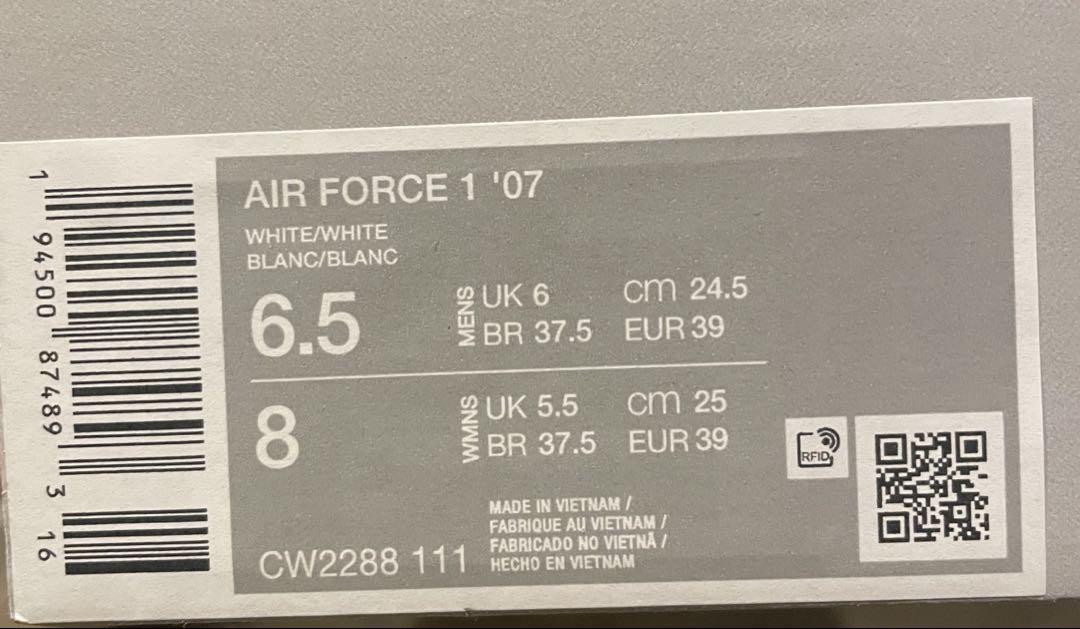 1 94500 87489 3 16
AIR FORCE 1 '07
WHITE/WHITE
BLANC/BLANC
6.5
MENS
UK 6 cm 24.5
BR 37.5 EUR 39
8
WMNS
UK 5.5 cm 25
BR 37.5 EUR 39
RFID
MADE IN VIETNAM /
FABRIQUE AU VIETNAM /
FABRICADO NO VIETNÃ /
HECHO EN VIETNAM
CW2288 111